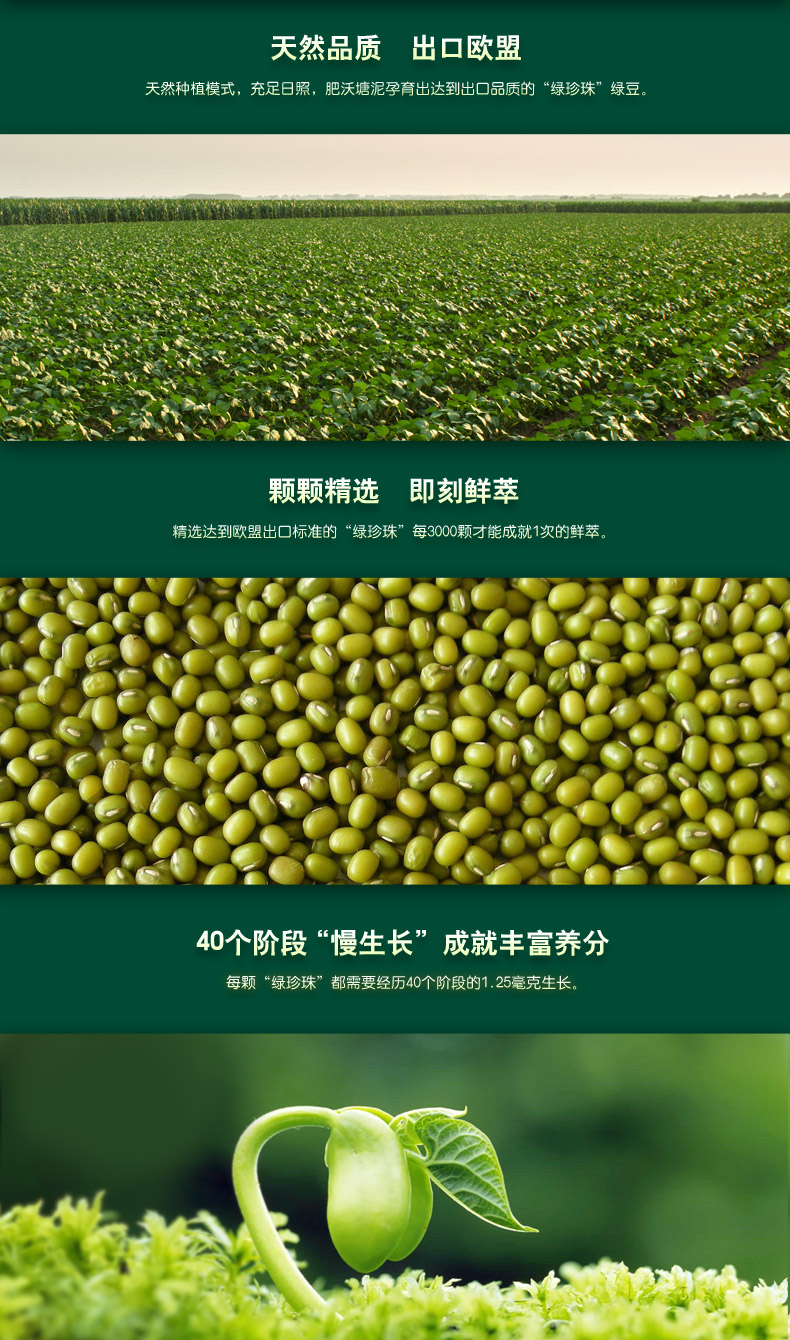 天然品质　出口欧盟
天然种植模式，充足日照，肥沃塘泥孕育出达到出口品质的“绿珍珠”绿豆。
颗颗精选　即刻鲜萃
精选达到欧盟出口标准的“绿珍珠”每3000颗才能成就1次的鲜萃。
40个阶段“慢生长”成就丰富养分
每颗“绿珍珠”都需要经历40个阶段的1.25毫克生长。